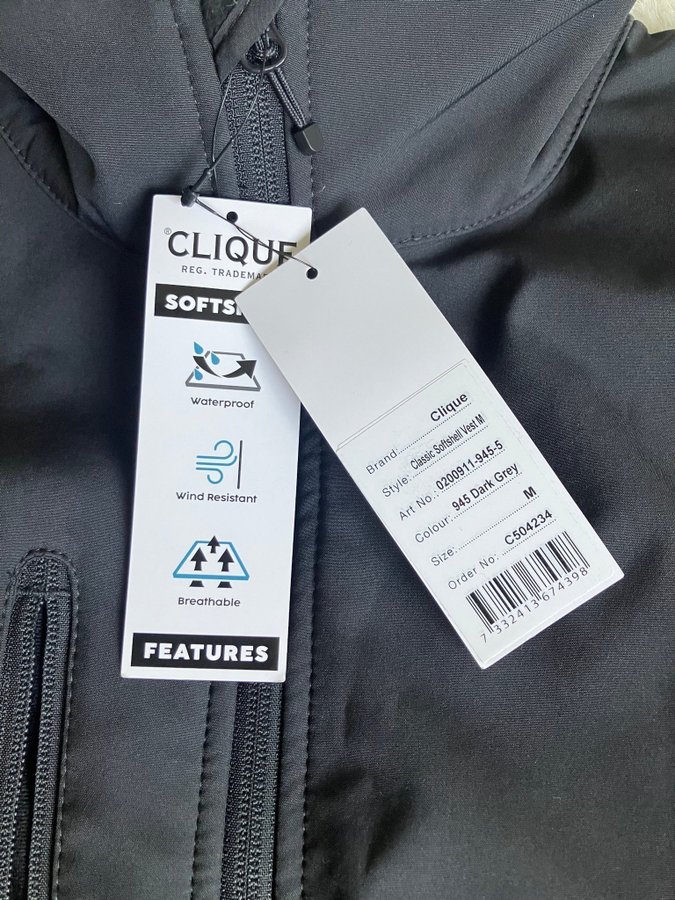 ®
CLIQUE
REG. TRADEMA
Waterproof
Wind Resistant
Breathable
FEATURES
Brand: Clique
Style: Classic Softshell Vest M
Art No.: 0200911-945-5
Colour: 945 Dark Grey
Size: M
Order No: C504234
7 332413 674398